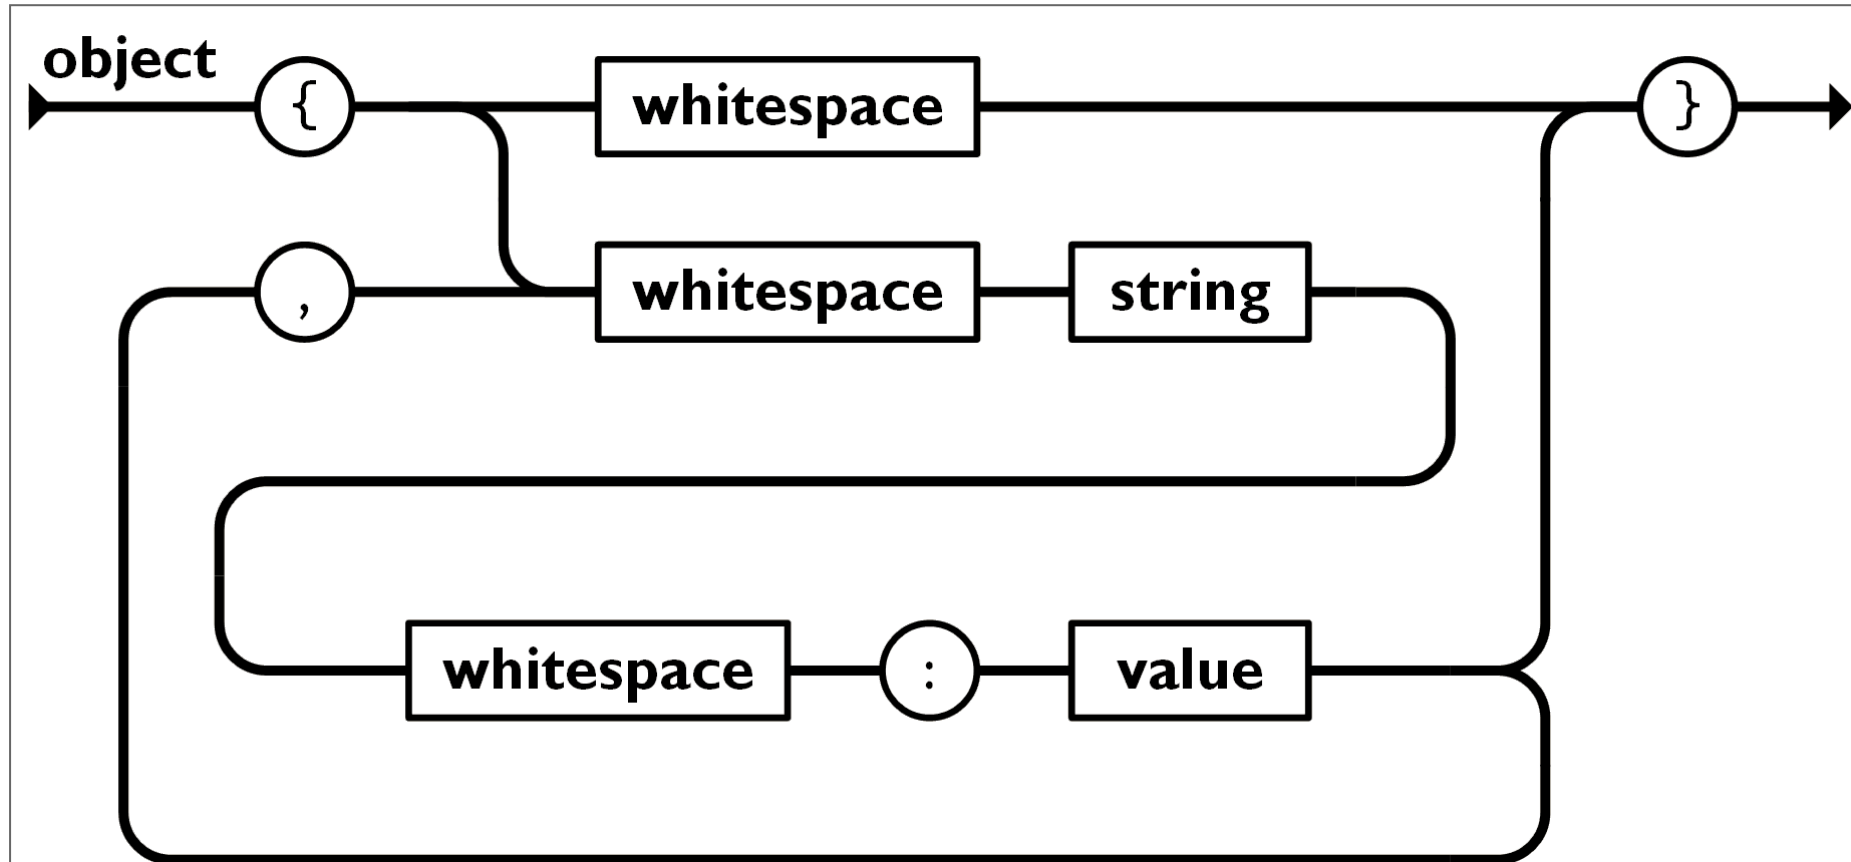 object
{ whitespace }
, whitespace string
whitespace : value